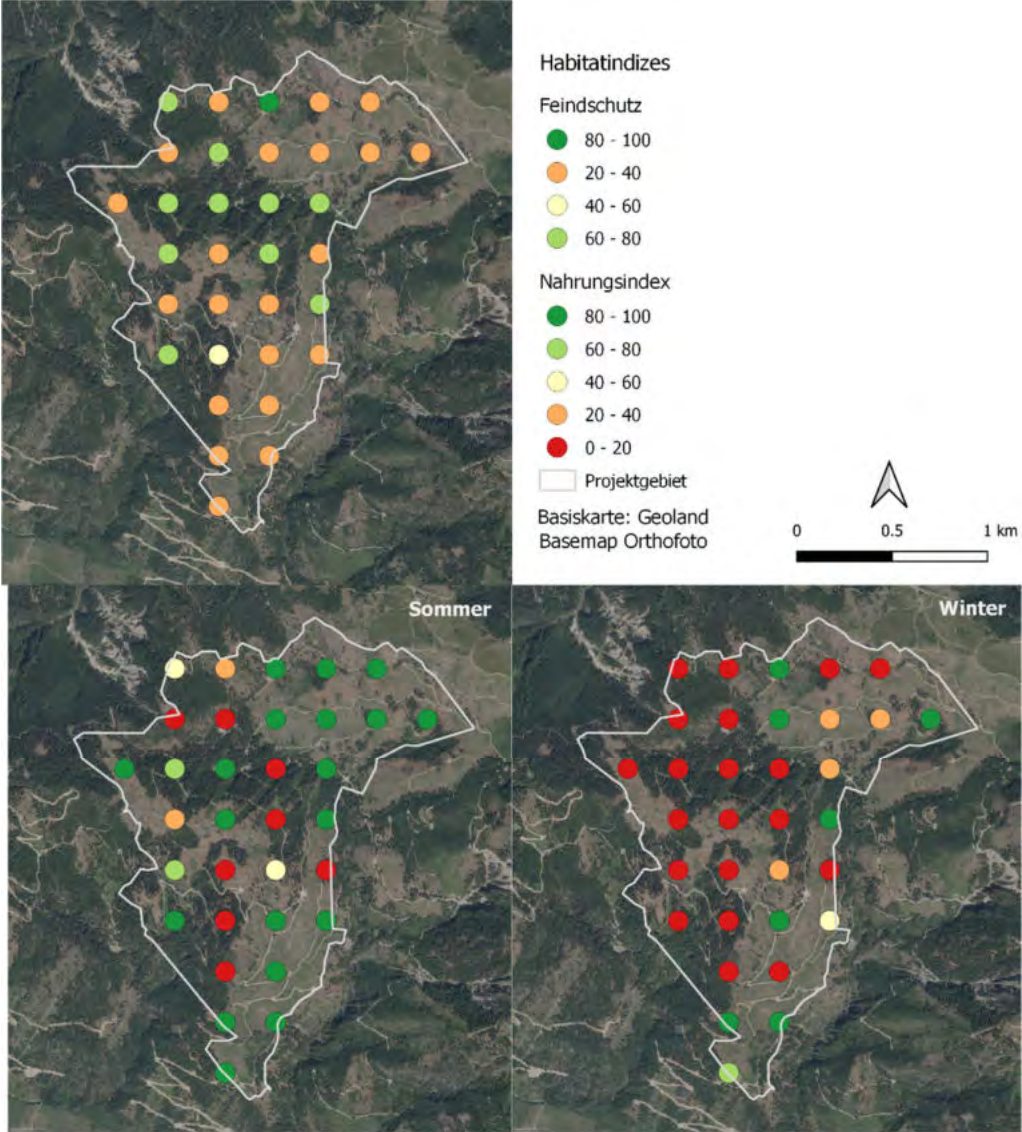 Habitatindizes
Feindschutz
80 - 100
20 - 40
40 - 60
60 - 80
Nahrungsindex
80 - 100
60 - 80
40 - 60
20 - 40
0 - 20
Projektgebiet
Basiskarte: Geoland
Basemap Orthofoto
0 0.5 1 km
Sommer
Winter